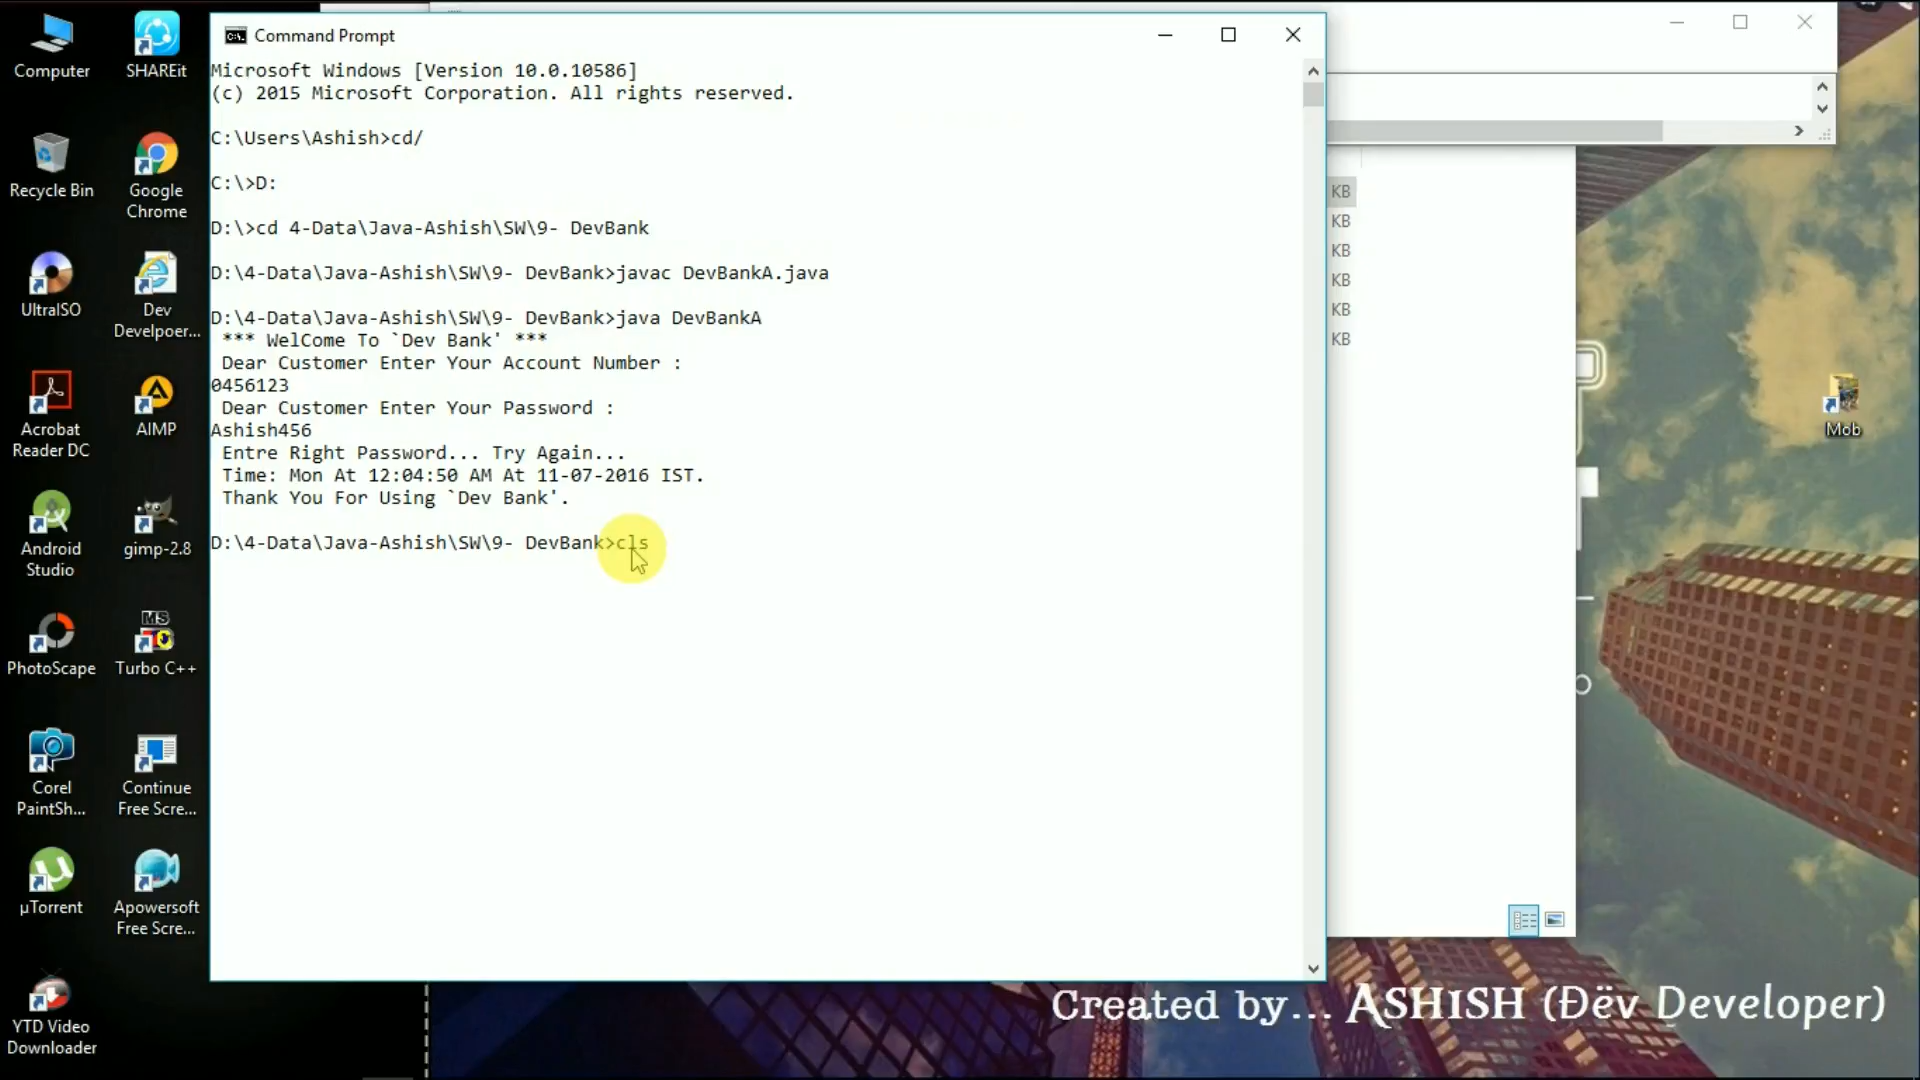 Computer
SHAREit
Recycle Bin
Google
Chrome
UltraISO
Dev
Develpoer...
Acrobat
Reader DC
AIMP
Android
Studio
gimp-2.8
PhotoScape
MS
Turbo C++
Corel
PaintSh...
Continue
Free Scre...
µTorrent
Apowersoft
Free Scre...
YTD Video
Downloader
C:\.
Command Prompt
Microsoft Windows [Version 10.0.10586]
(c) 2015 Microsoft Corporation. All rights reserved.
C:\Users\Ashish>cd/
C:\>D:
D:\>cd 4-Data\Java-Ashish\SW\9- DevBank
D:\4-Data\Java-Ashish\SW\9- DevBank>javac DevBankA.java
D:\4-Data\Java-Ashish\SW\9- DevBank>java DevBankA
*** WelCome To `Dev Bank' ***
Dear Customer Enter Your Account Number :
0456123
Dear Customer Enter Your Password :
Ashish456
Entre Right Password... Try Again...
Time: Mon At 12:04:50 AM At 11-07-2016 IST.
Thank You For Using `Dev Bank'.
D:\4-Data\Java-Ashish\SW\9- DevBank>cls
KB
KB
KB
KB
KB
KB
Mob
Created by... ASHISH (Ðëv Developer)